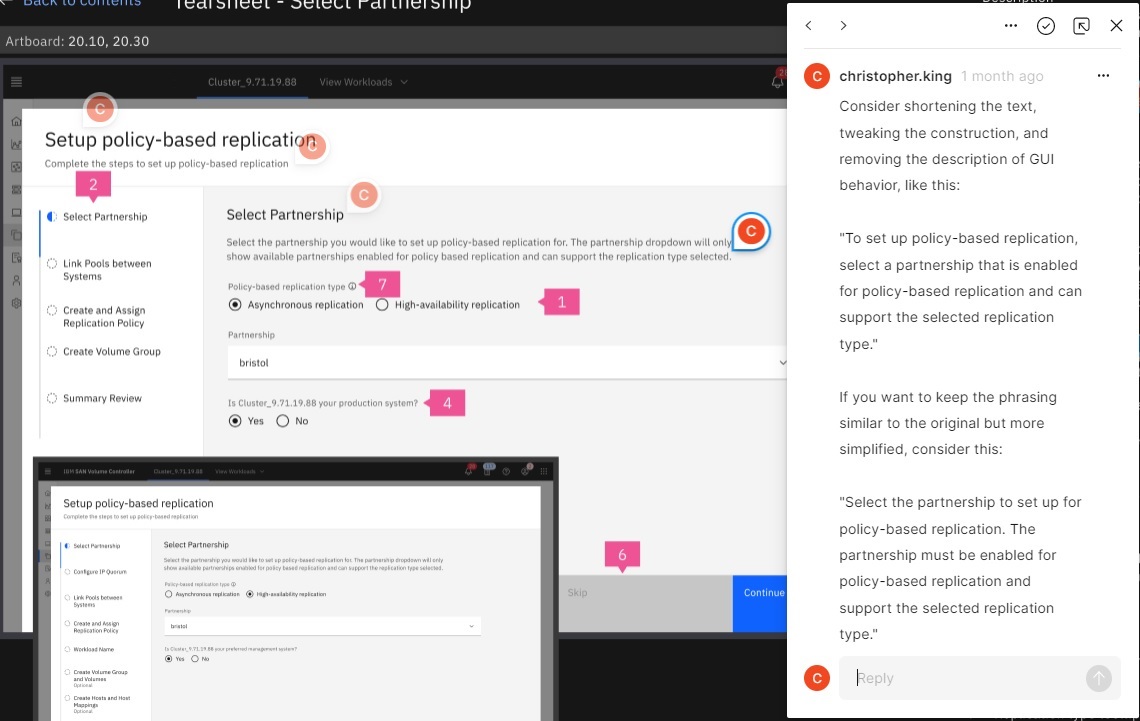 Back to contents
Tearsheet - Select Partnership
Description
Artboard: 20.10, 20.30
Cluster_9.71.19.88 View Workloads
C
Setup policy-based replication
C
Complete the steps to set up policy-based replication
2
C
Select Partnership
Link Pools between
Systems
Create and Assign
Replication Policy
Create Volume Group
Summary Review
Select Partnership
C
Select the partnership you would like to set up policy-based replication for. The partnership dropdown will only
show available partnerships enabled for policy based replication and can support the replication type selected.
Policy-based replication type
7
Asynchronous replication High-availability replication
1
Partnership
bristol
Is Cluster_9.71.19.88 your production system?
4
Yes No
6
Skip
Continue
IBM SAN Volume Controller Cluster_9.71.19.88 View Workloads
Setup policy-based replication
Complete the steps to set up policy-based replication
Select Partnership
Configure IP Quorum
Link Pools between
Systems
Create and Assign
Replication Policy
Workload Name
Create Volume Group
and Volumes
Optional
Create Hosts and Host
Mappings
Optional
Select Partnership
Select the partnership you would like to set up policy-based replication for. The partnership dropdown will only
show available partnerships enabled for policy based replication and can support the replication type selected.
Policy-based replication type
Asynchronous replication High-availability replication
Partnership
bristol
Is Cluster_9.71.19.88 your preferred management system?
Yes No
C
christopher.king 1 month ago
Consider shortening the text,
tweaking the construction, and
removing the description of GUI
behavior, like this:
"To set up policy-based replication,
select a partnership that is enabled
for policy-based replication and can
support the selected replication
type."
If you want to keep the phrasing
similar to the original but more
simplified, consider this:
"Select the partnership to set up for
policy-based replication. The
partnership must be enabled for
policy-based replication and
support the selected replication
type."
C
Reply